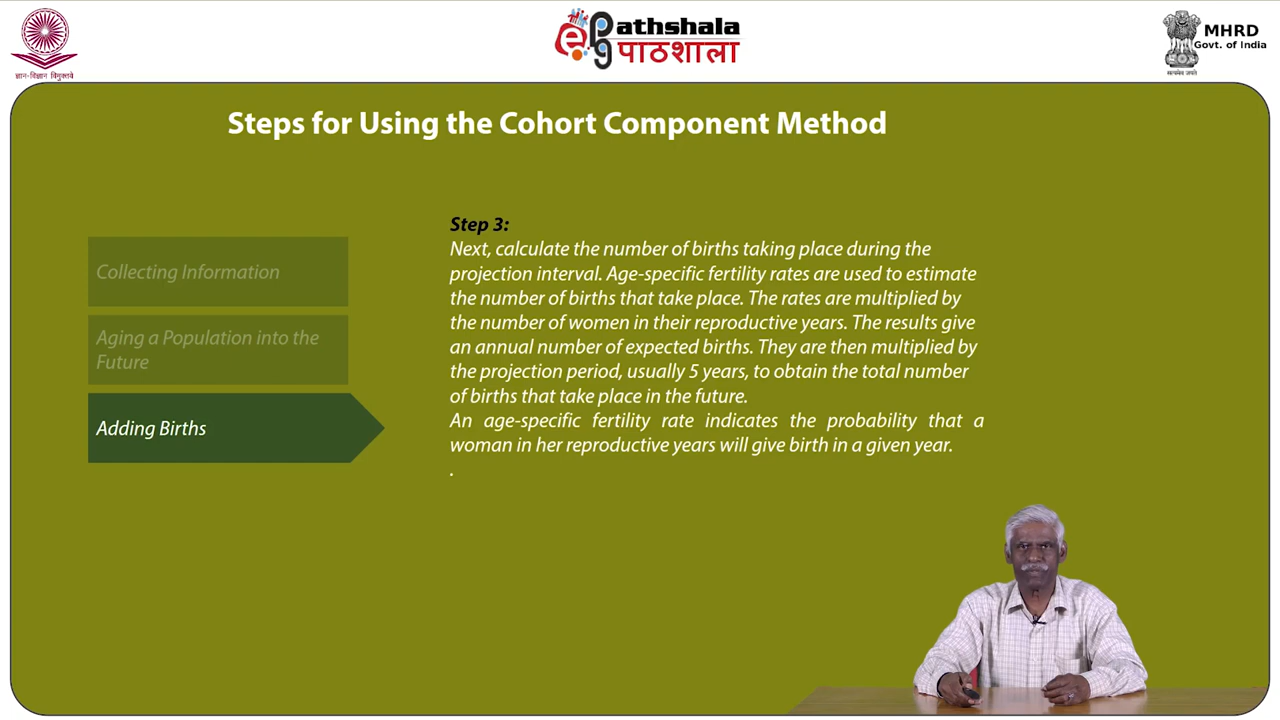 ज्ञान-विज्ञान विमुक्तये
ePG Pathshala
पाठशाला
MHRD
Govt. of India
सत्यमेव जयते
Steps for Using the Cohort Component Method
Collecting Information
Aging a Population into the
Future
Adding Births
Step 3:
Next, calculate the number of births taking place during the
projection interval. Age-specific fertility rates are used to estimate
the number of births that take place. The rates are multiplied by
the number of women in their reproductive years. The results give
an annual number of expected births. They are then multiplied by
the projection period, usually 5 years, to obtain the total number
of births that take place in the future.
An age-specific fertility rate indicates the probability that a
woman in her reproductive years will give birth in a given year.
.